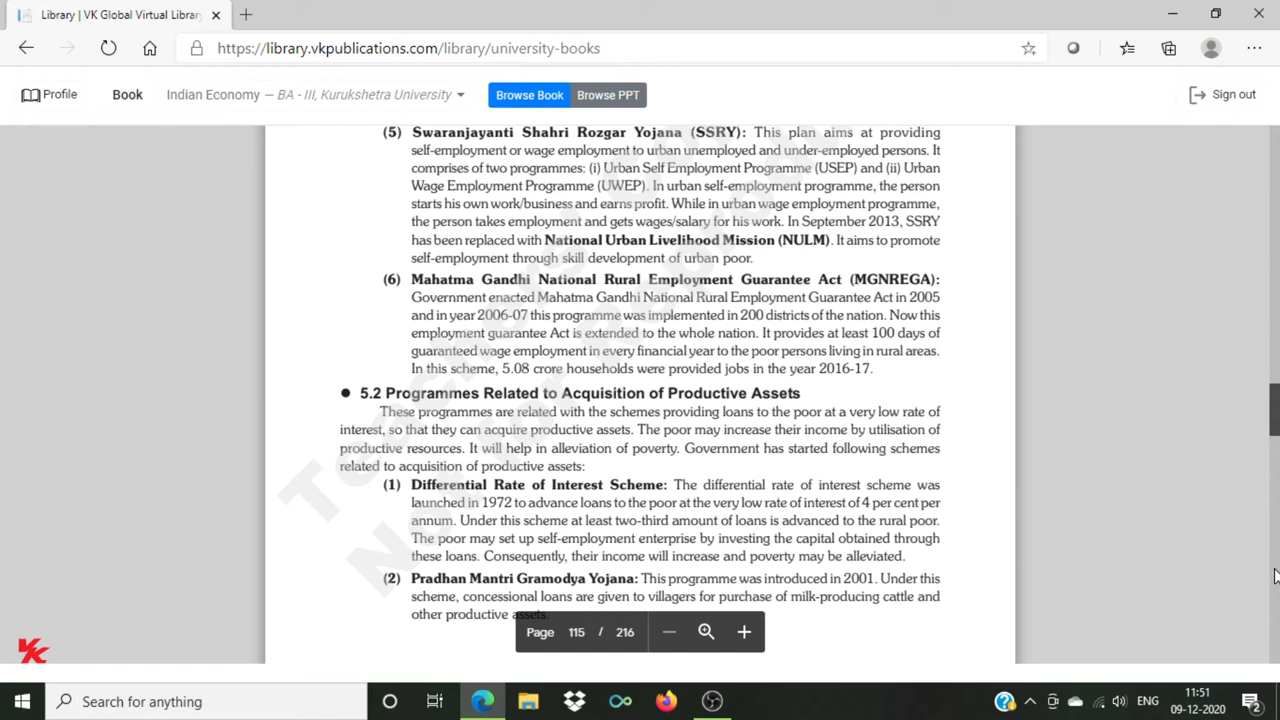 Library | VK Global Virtual Library
https://library.vkpublications.com/library/university-books
Profile Book Indian Economy — BA - III, Kurukshetra University Browse Book Browse PPT Sign out
(5) Swaranjayanti Shahri Rozgar Yojana (SSRY): This plan aims at providing
self-employment or wage employment to urban unemployed and under-employed persons. It
comprises of two programmes: (i) Urban Self Employment Programme (USEP) and (ii) Urban
Wage Employment Programme (UWEP). In urban self-employment programme, the person
starts his own work/business and earns profit. While in urban wage employment programme,
the person takes employment and gets wages/salary for his work. In September 2013, SSRY
has been replaced with National Urban Livelihood Mission (NULM). It aims to promote
self-employment through skill development of urban poor.
(6) Mahatma Gandhi National Rural Employment Guarantee Act (MGNREGA):
Government enacted Mahatma Gandhi National Rural Employment Guarantee Act in 2005
and in year 2006-07 this programme was implemented in 200 districts of the nation. Now this
employment guarantee Act is extended to the whole nation. It provides at least 100 days of
guaranteed wage employment in every financial year to the poor persons living in rural areas.
In this scheme, 5.08 crore households were provided jobs in the year 2016-17.
● 5.2 Programmes Related to Acquisition of Productive Assets
These programmes are related with the schemes providing loans to the poor at a very low rate of
interest, so that they can acquire productive assets. The poor may increase their income by utilisation of
productive resources. It will help in alleviation of poverty. Government has started following schemes
related to acquisition of productive assets:
(1) Differential Rate of Interest Scheme: The differential rate of interest scheme was
launched in 1972 to advance loans to the poor at the very low rate of interest of 4 per cent per
annum. Under this scheme at least two-third amount of loans is advanced to the rural poor.
The poor may set up self-employment enterprise by investing the capital obtained through
these loans. Consequently, their income will increase and poverty may be alleviated.
(2) Pradhan Mantri Gramodya Yojana: This programme was introduced in 2001. Under this
scheme, concessional loans are given to villagers for purchase of milk-producing cattle and
other productive assets.
Page 115 / 216
VK
Search for anything
ENG
11:51
09-12-2020
2